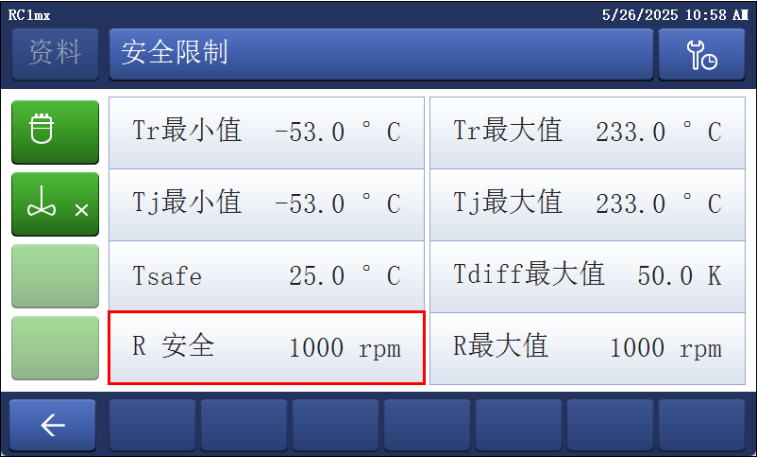 RC1mx 5/26/2025 10:58 AM
资料 安全限制
Tr最小值 -53.0 ° C Tr最大值 233.0 ° C
Tj最小值 -53.0 ° C Tj最大值 233.0 ° C
Tsafe 25.0 ° C Tdiff最大值 50.0 K
R 安全 1000 rpm R最大值 1000 rpm